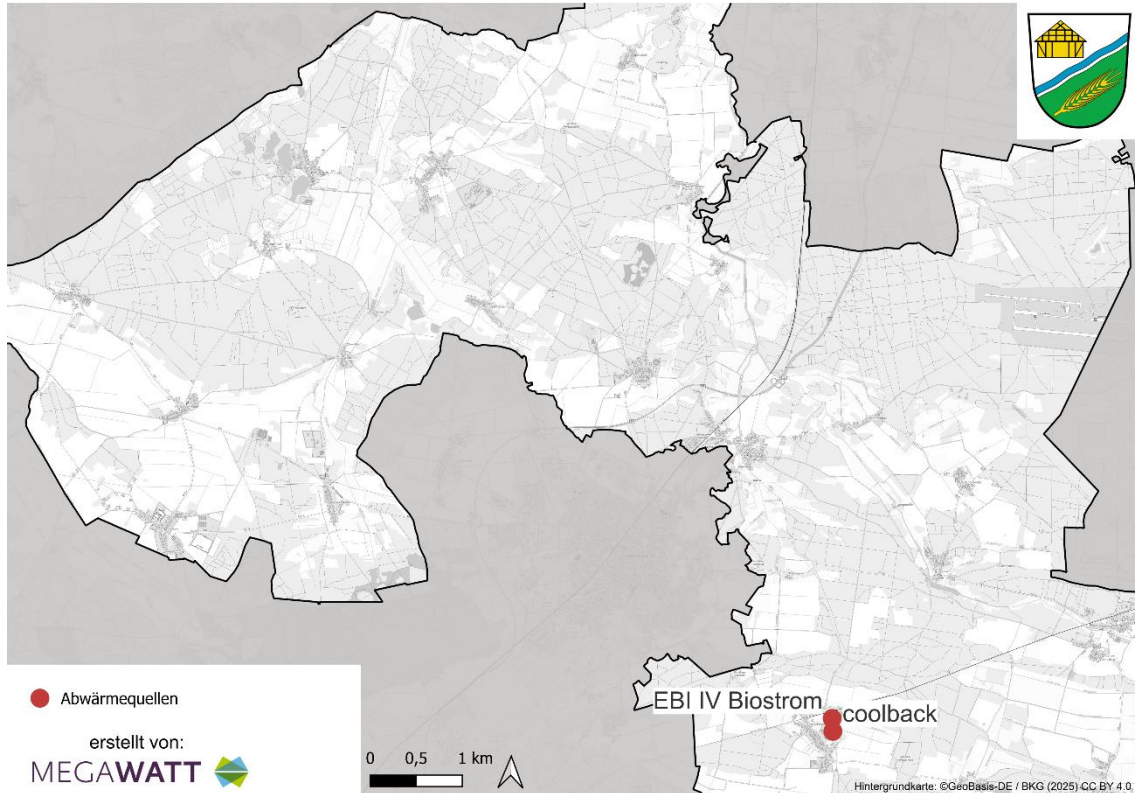 EBI IV Biostrom
coolback
Abwärmequellen
erstellt von:
MEGAWATT
0 0,5 1 km
Hintergrundkarte: ©GeoBasis-DE / BKG (2025) CC BY 4.0